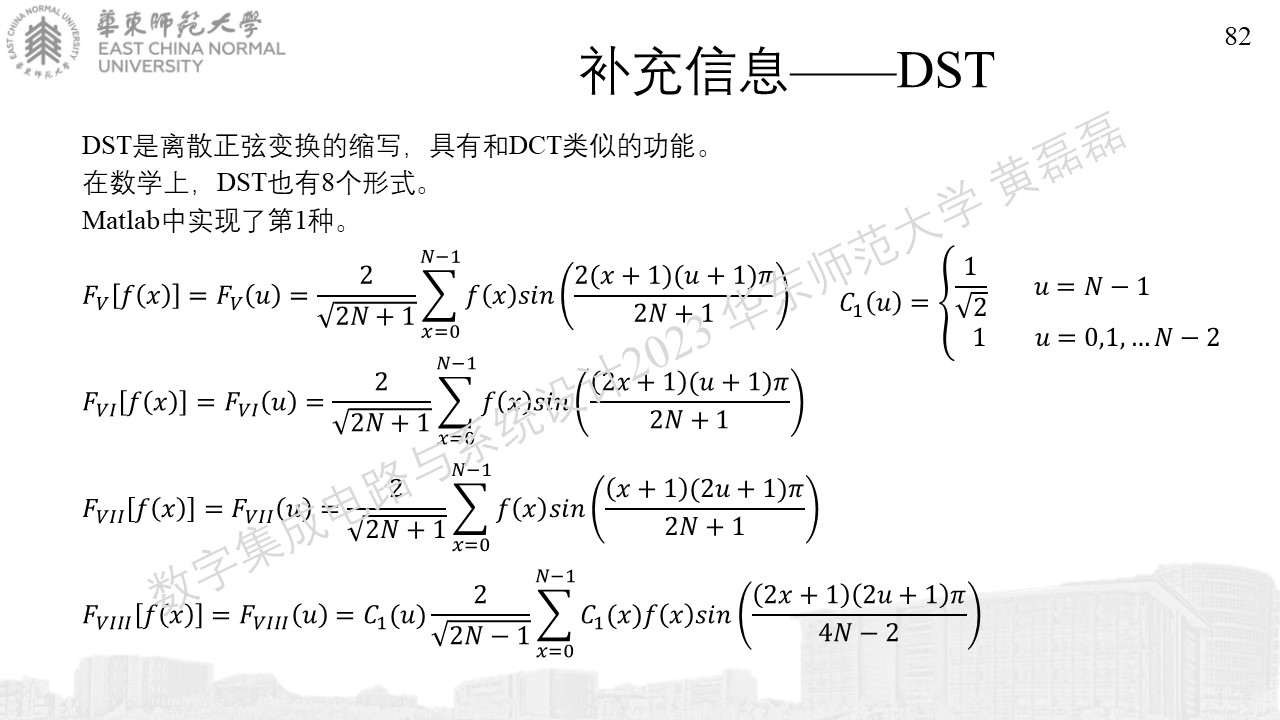 EAST CHINA NORMAL UNIVERSITY
華東師范大學
華東師范大學
EAST CHINA NORMAL
UNIVERSITY
82
补充信息——DST
DST是离散正弦变换的缩写，具有和DCT类似的功能。
在数学上，DST也有8个形式。
Matlab中实现了第1种。
F_V[f(x)] = F_V(u) = \frac{2}{\sqrt{2N+1}} \sum_{x=0}^{N-1} f(x)sin\left(\frac{2(x+1)(u+1)π}{2N+1}\right)
C_1(u) = \begin{cases} \frac{1}{\sqrt{2}} & u = N-1 \\ 1 & u = 0,1,…N-2 \end{cases}
F_{VI}[f(x)] = F_{VI}(u) = \frac{2}{\sqrt{2N+1}} \sum_{x=0}^{N-1} f(x)sin\left(\frac{(2x+1)(u+1)π}{2N+1}\right)
F_{VII}[f(x)] = F_{VII}(u) = \frac{2}{\sqrt{2N+1}} \sum_{x=0}^{N-1} f(x)sin\left(\frac{(x+1)(2u+1)π}{2N+1}\right)
F_{VIII}[f(x)] = F_{VIII}(u) = C_1(u)\frac{2}{\sqrt{2N-1}} \sum_{x=0}^{N-1} C_1(x)f(x)sin\left(\frac{(2x+1)(2u+1)π}{4N-2}\right)
数字集成电路与系统设计2023 华东师范大学 黄磊磊